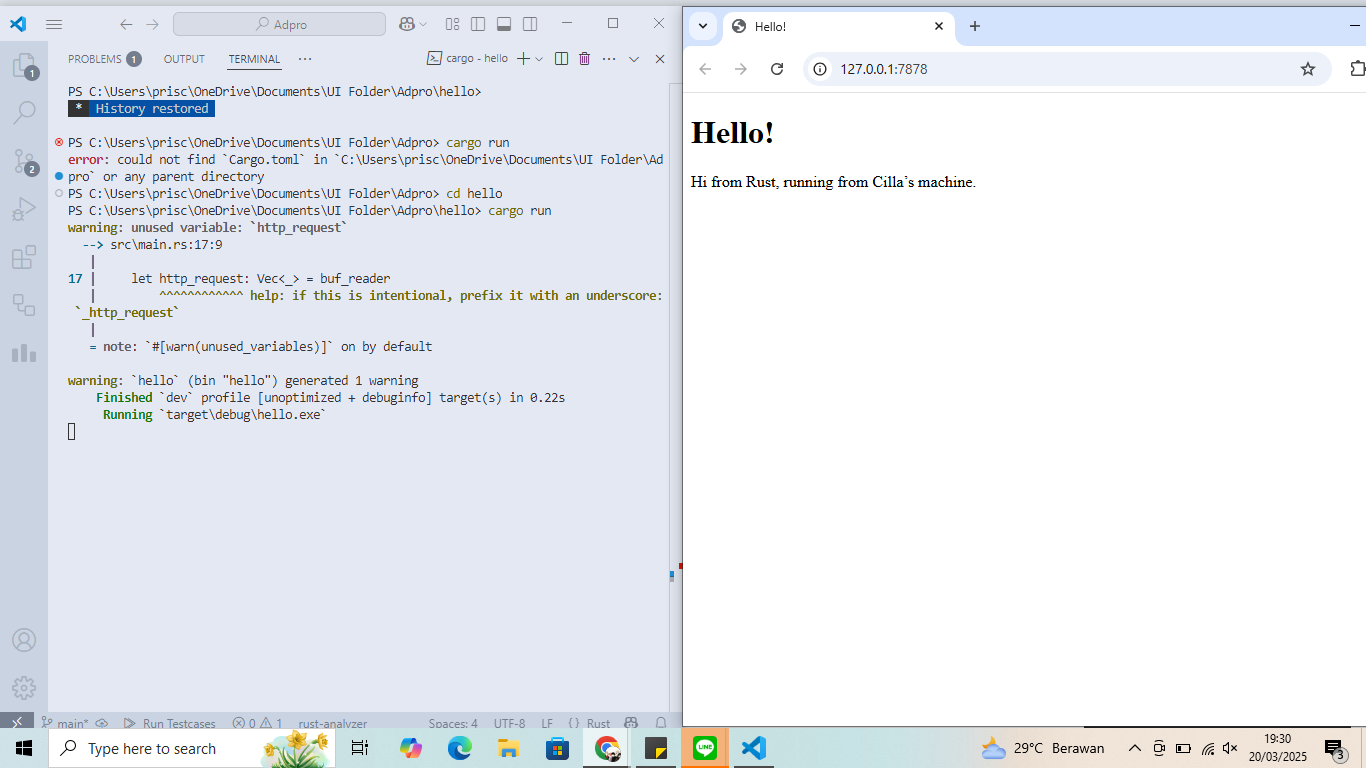 Adpro
PROBLEMS 1 OUTPUT TERMINAL ··· cargo - hello
PS C:\Users\prisc\OneDrive\Documents\UI Folder\Adpro\hello>
* History restored
PS C:\Users\prisc\OneDrive\Documents\UI Folder\Adpro> cargo run
error: could not find `Cargo.toml` in `C:\Users\prisc\OneDrive\Documents\UI Folder\Ad
pro` or any parent directory
PS C:\Users\prisc\OneDrive\Documents\UI Folder\Adpro> cd hello
PS C:\Users\prisc\OneDrive\Documents\UI Folder\Adpro\hello> cargo run
warning: unused variable: `http_request`
--> src\main.rs:17:9
|
17 | let http_request: Vec<_> = buf_reader
| ^^^^^^^^^^^^ help: if this is intentional, prefix it with an underscore:
`_http_request`
|
= note: `#[warn(unused_variables)]` on by default
warning: `hello` (bin "hello") generated 1 warning
Finished `dev` profile [unoptimized + debuginfo] target(s) in 0.22s
Running `target\debug\hello.exe`
1
2
main* 0 1 rust-analyzer Spaces: 4 UTF-8 LF {} Rust
Hello!
127.0.0.1:7878
Hello!
Hi from Rust, running from Cilla’s machine.
Type here to search
LINE
29°C Berawan
19:30
20/03/2025
3
Run Testcases